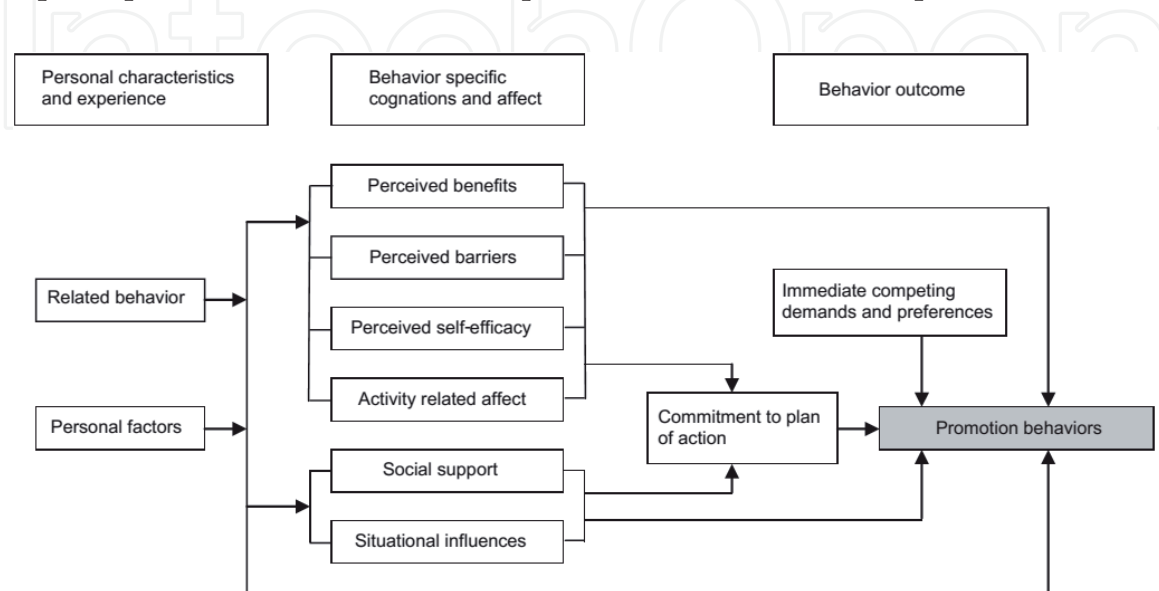 Personal characteristics
and experience
Behavior specific
cognations and affect
Behavior outcome
Perceived benefits
Perceived barriers
Related behavior
Immediate competing
demands and preferences
Perceived self-efficacy
Activity related affect
Personal factors
Commitment to plan
of action
Promotion behaviors
Social support
Situational influences